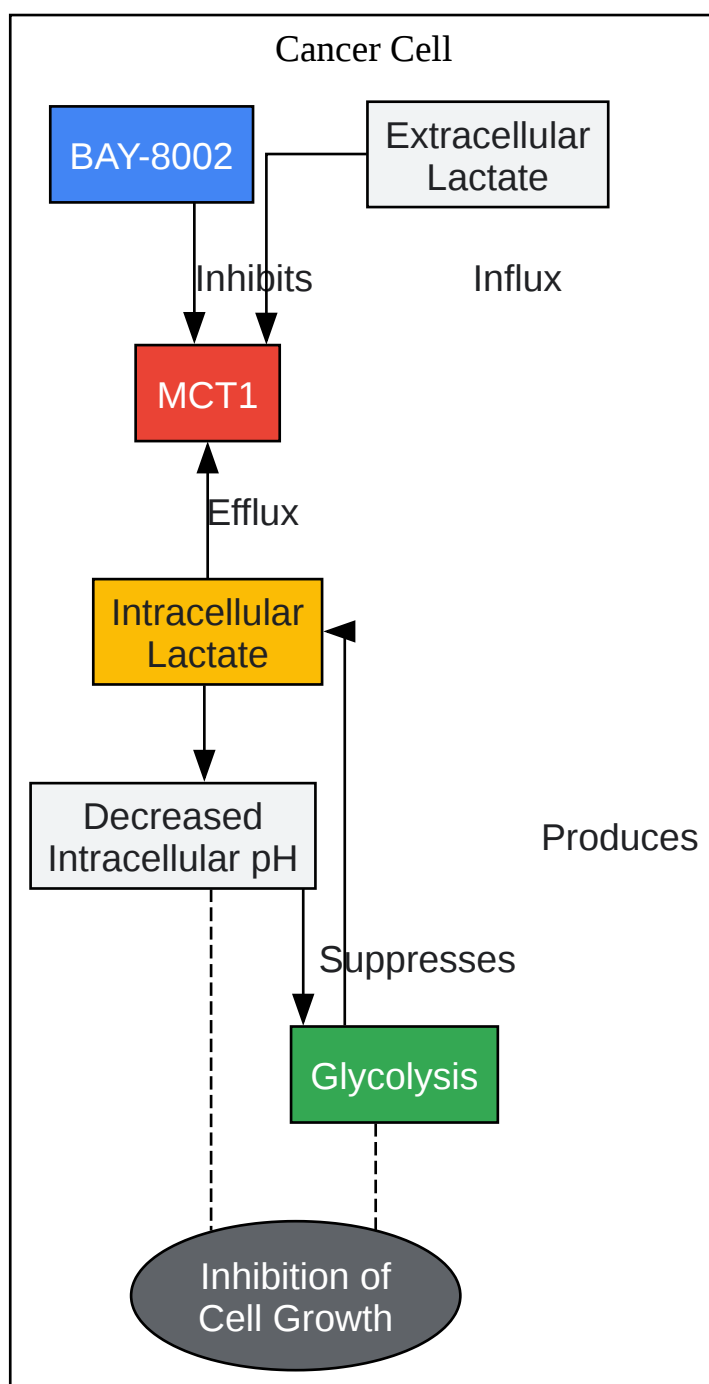 Cancer Cell
BAY-8002
Extracellular
Lactate
Inhibits
Influx
MCT1
Efflux
Intracellular
Lactate
Decreased
Intracellular pH
Produces
Suppresses
Glycolysis
Inhibition of
Cell Growth